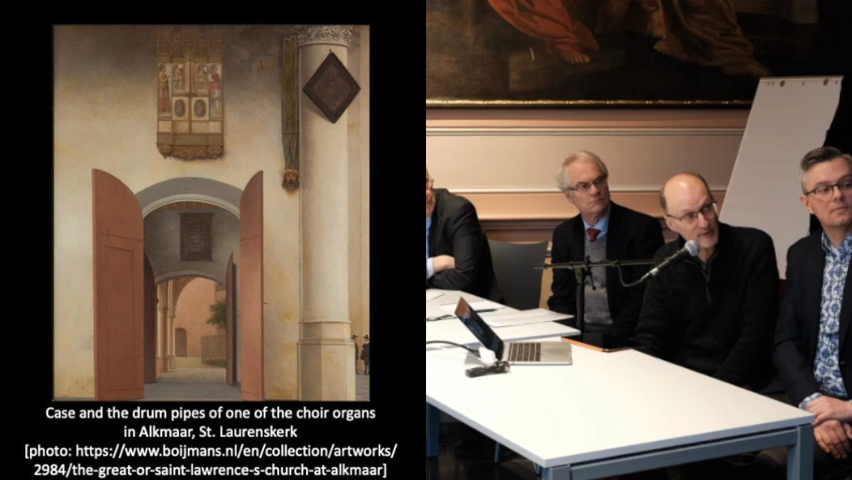 Case and the drum pipes of one of the choir organs
in Alkmaar, St. Laurenskerk
[photo: https://www.boijmans.nl/en/collection/artworks/
2984/the-great-or-saint-lawrence-s-church-at-alkmaar]